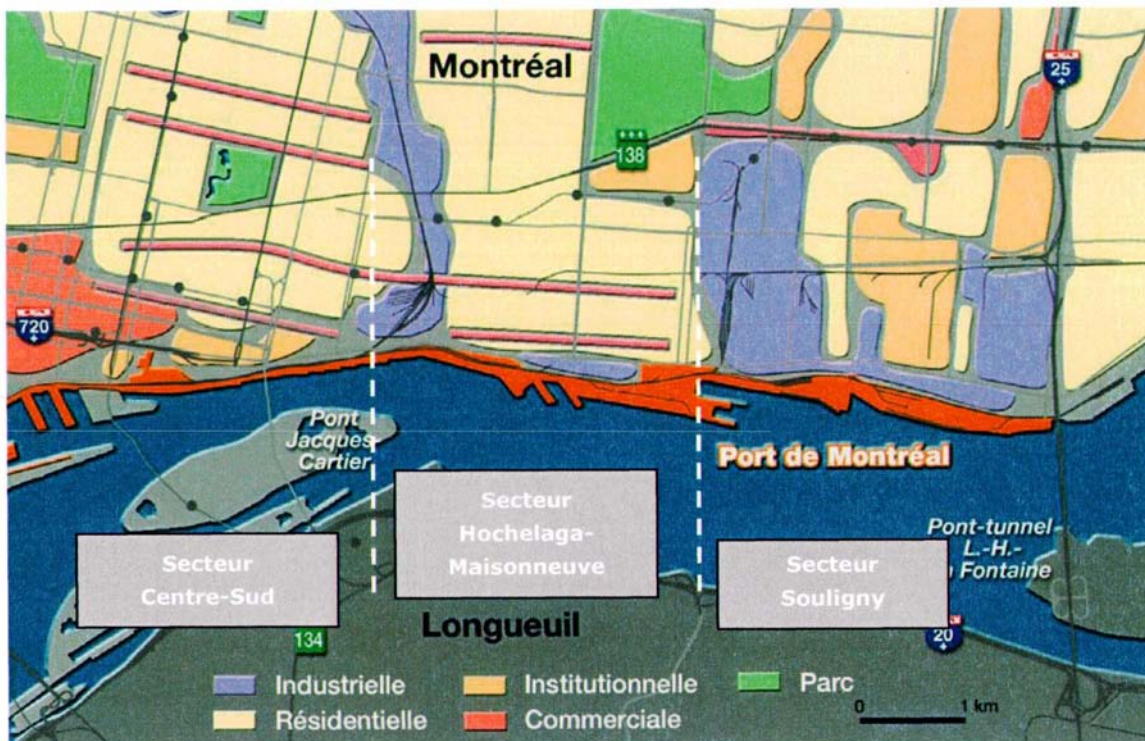 Montréal
25
138
720
Pont
Jacques-
Cartier
Port de Montréal
Secteur
Hochelaga-
Maisonneuve
Pont-tunnel
L.-H.-
Fontaine
Secteur
Centre-Sud
Secteur
Souligny
Longueuil
134
20
Industrielle
Institutionnelle
Parc
Résidentielle
Commerciale
0
1 km